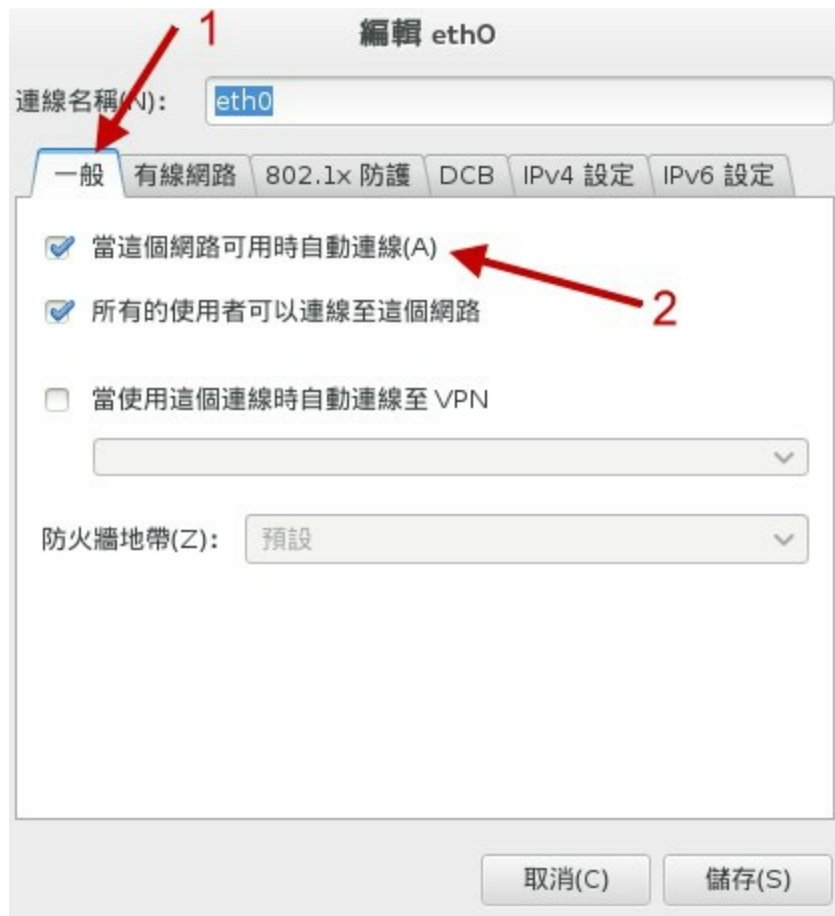 1
編輯 eth0
連線名稱(N): eth0
一般 有線網路 802.1x 防護 DCB IPv4 設定 IPv6 設定
當這個網路可用時自動連線(A)
2
所有的使用者可以連線至這個網路
當使用這個連線時自動連線至 VPN
防火牆地帶(Z): 預設
取消(C) 儲存(S)